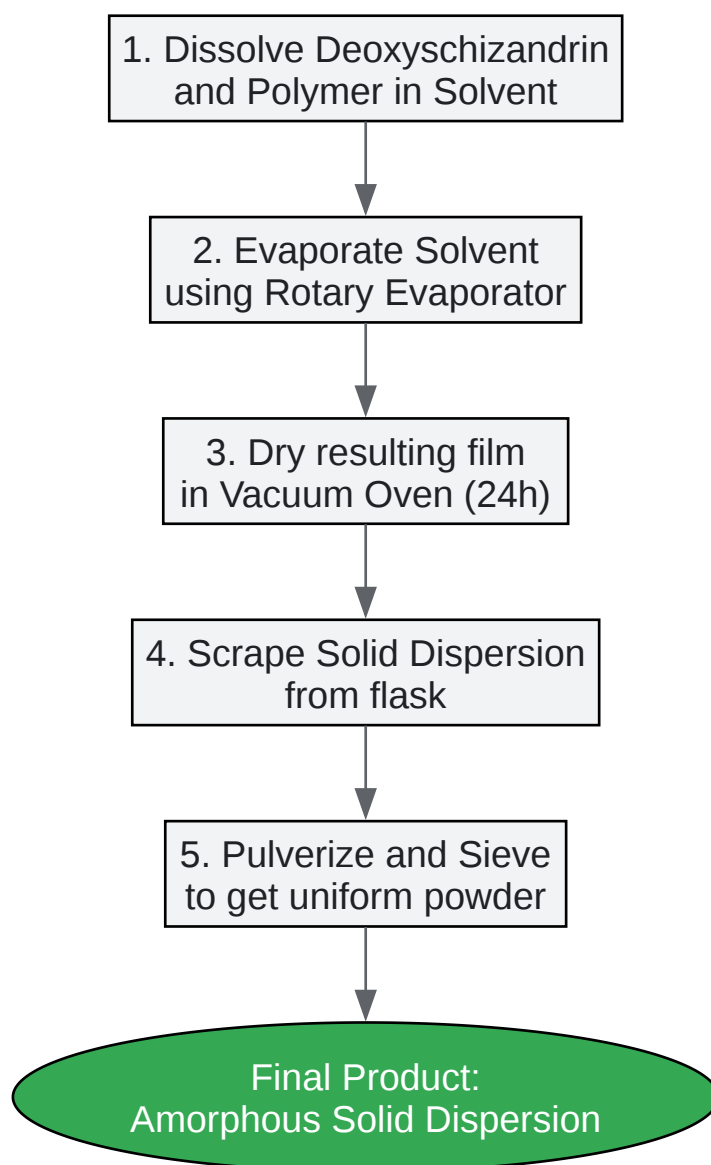 1. Dissolve Deoxyschizandrin
and Polymer in Solvent
2. Evaporate Solvent
using Rotary Evaporator
3. Dry resulting film
in Vacuum Oven (24h)
4. Scrape Solid Dispersion
from flask
5. Pulverize and Sieve
to get uniform powder
Final Product:
Amorphous Solid Dispersion